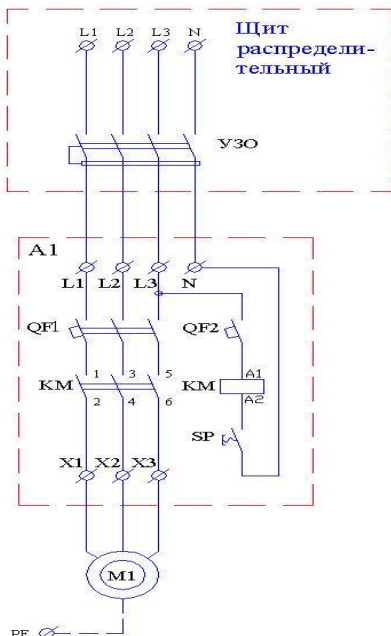 L1 L2 L3 N
Щит
распредели-
тельный
УЗО
A1
L1 L2 L3 N
QF1
QF2
1 3 5
KM
2 4 6
KM
A1
A2
SP
X1 X2 X3
M1
PE